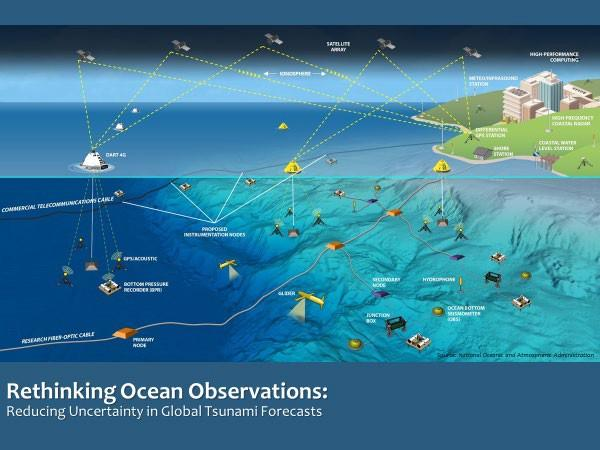 SATELLITE
ARRAY
HIGH-PERFORMANCE
COMPUTING
IONOSPHERE
METEO/INFRASOUND
STATION
HIGH FREQUENCY
COASTAL RADAR
DIFFERENTIAL
GPS STATION
COASTAL WATER
LEVEL STATION
SHORE
STATION
DART 4G
COMMERCIAL TELECOMMUNICATIONS CABLE
PROPOSED
INSTRUMENTATION NODES
GPS/ACOUSTIC
BOTTOM PRESSURE
RECORDER (BPR)
GLIDER
SECONDARY
NODE
HYDROPHONE
OCEAN BOTTOM
SEISMOMETER
(OBS)
JUNCTION
BOX
RESEARCH FIBER-OPTIC CABLE
PRIMARY
NODE
Source: National Oceanic and Atmospheric Administration
Rethinking Ocean Observations:
Reducing Uncertainty in Global Tsunami Forecasts